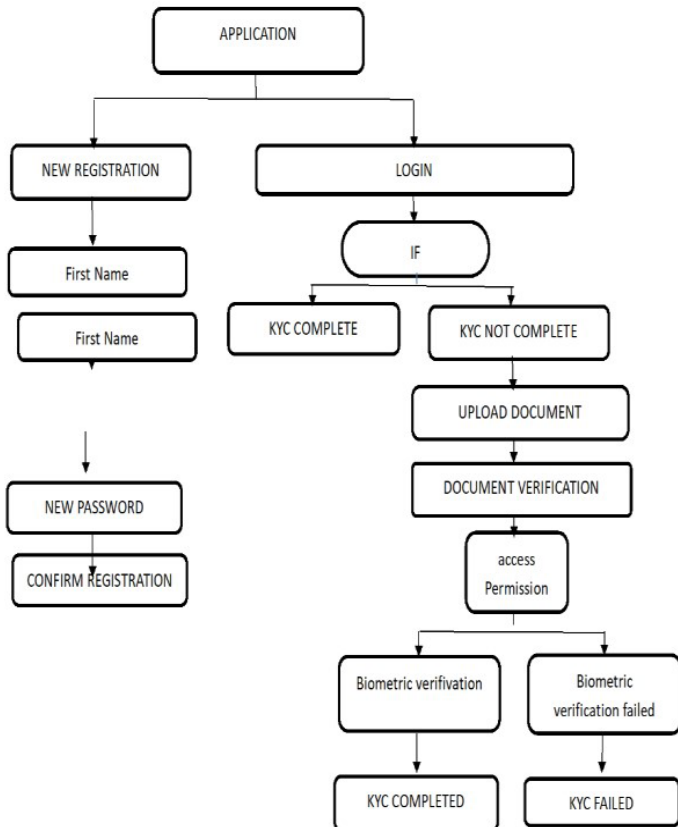 APPLICATION
NEW REGISTRATION
LOGIN
First Name
IF
First Name
KYC COMPLETE
KYC NOT COMPLETE
UPLOAD DOCUMENT
NEW PASSWORD
DOCUMENT VERIFICATION
CONFIRM REGISTRATION
access
Permission
Biometric verifivation
Biometric
verification failed
KYC COMPLETED
KYC FAILED